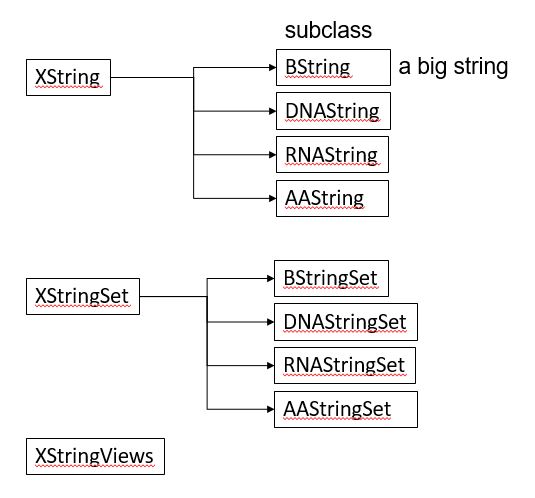 subclass
XString
BString
a big string
DNAString
RNAString
AAString
XStringSet
BStringSet
DNAStringSet
RNAStringSet
AAStringSet
XStringViews